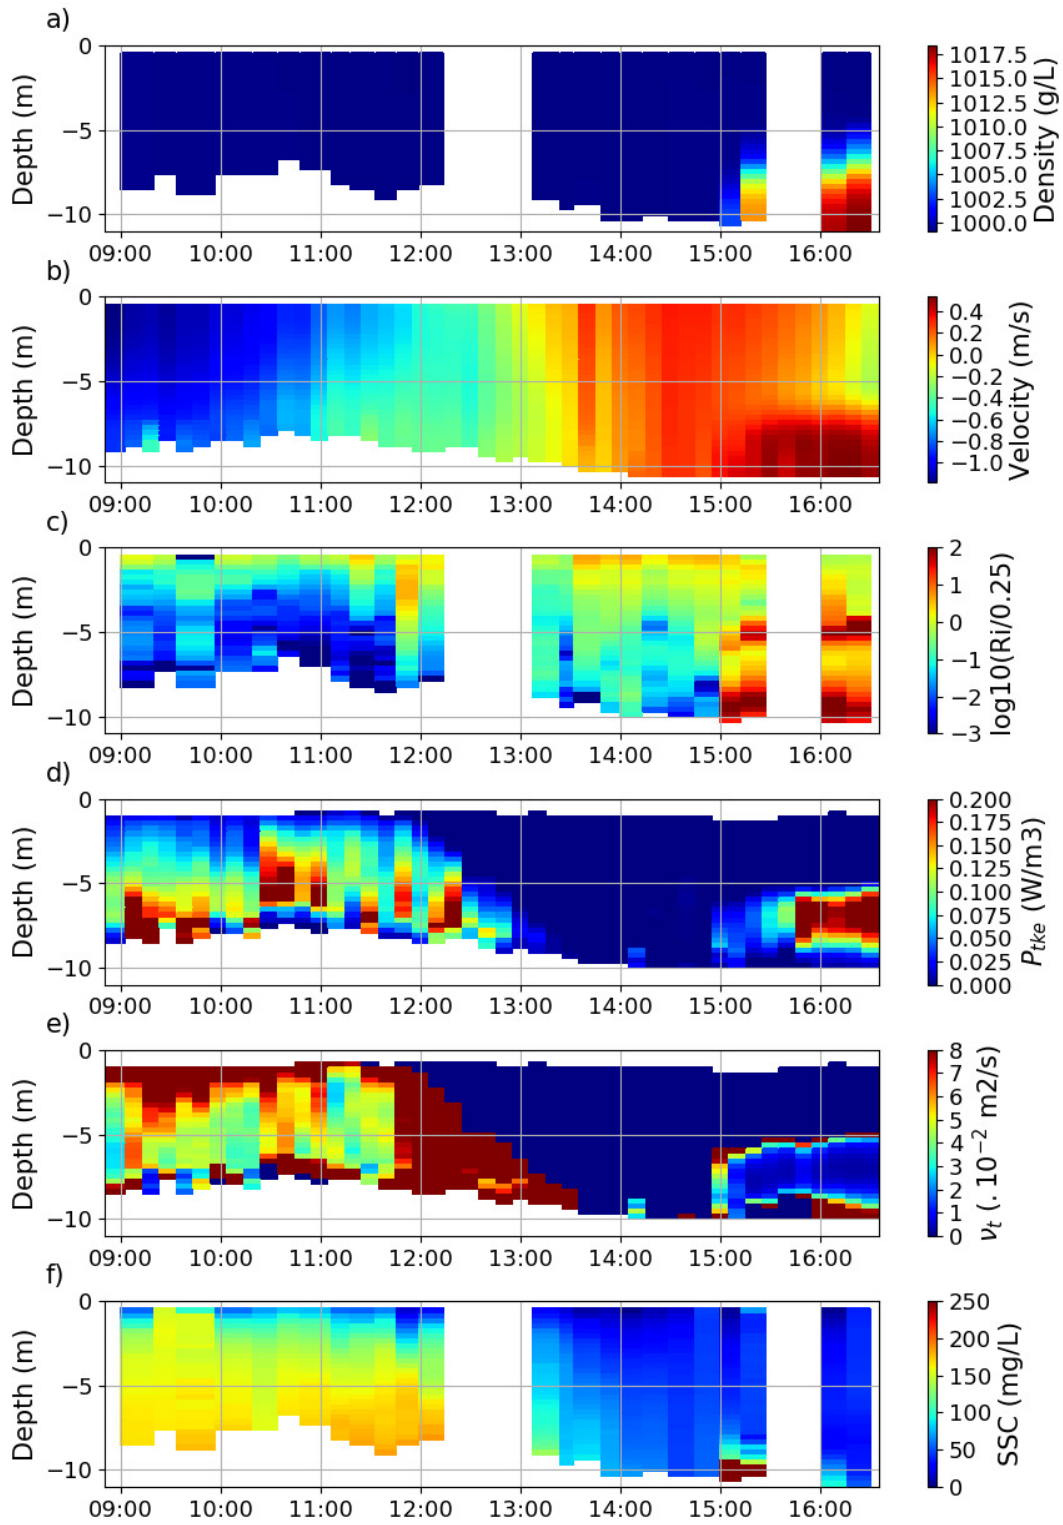 a)
0
−5
−10
Depth (m)
09:00 10:00 11:00 12:00 13:00 14:00 15:00 16:00
1017.5
1015.0
1012.5
1010.0
1007.5
1005.0
1002.5
1000.0
Density (g/L)
b)
0
−5
−10
Depth (m)
09:00 10:00 11:00 12:00 13:00 14:00 15:00 16:00
0.4
0.2
0.0
−0.2
−0.4
−0.6
−0.8
−1.0
Velocity (m/s)
c)
0
−5
−10
Depth (m)
09:00 10:00 11:00 12:00 13:00 14:00 15:00 16:00
2
1
0
−1
−2
−3
log10(Ri/0.25)
d)
0
−5
−10
Depth (m)
09:00 10:00 11:00 12:00 13:00 14:00 15:00 16:00
0.200
0.175
0.150
0.125
0.100
0.075
0.050
0.025
0.000
P_tke (W/m3)
e)
0
−5
−10
Depth (m)
09:00 10:00 11:00 12:00 13:00 14:00 15:00 16:00
8
7
6
5
4
3
2
1
0
ν_t (. 10⁻² m2/s)
f)
0
−5
−10
Depth (m)
09:00 10:00 11:00 12:00 13:00 14:00 15:00 16:00
250
200
150
100
50
0
SSC (mg/L)